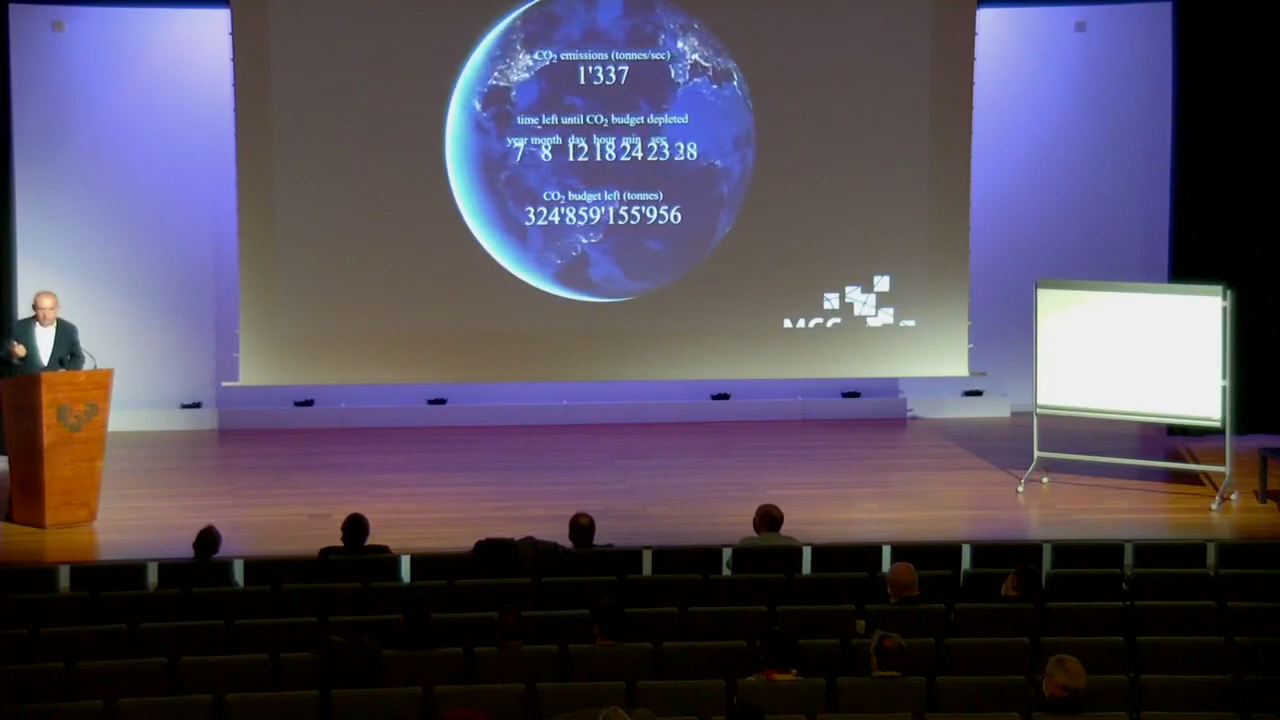 CO₂ emissions (tonnes/sec)
1'337
time left until CO₂ budget depleted
year month day hour min sec
7 8 12 18 24 23 28
CO₂ budget left (tonnes)
324'859'155'956